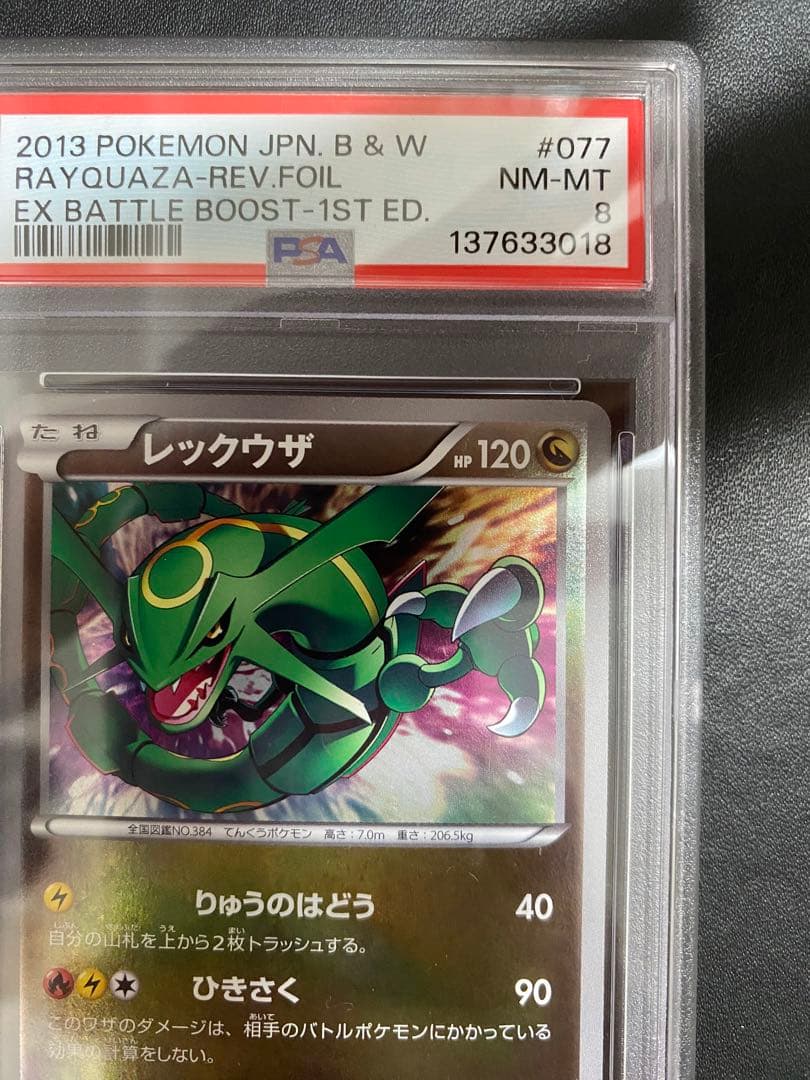 2013 POKEMON JPN. B & W #077
RAYQUAZA-REV.FOIL NM-MT
EX BATTLE BOOST-1ST ED. 8
PSA 137633018
たね レックウザ HP 120
全国図鑑NO.384 てんくうポケモン 高さ:7.0m 重さ:206.5kg
りゅうのはどう 40
自分の山札を上から2枚トラッシュする。
ひきさく 90
このワザのダメージは、相手のバトルポケモンにかかっている
効果の計算をしない。